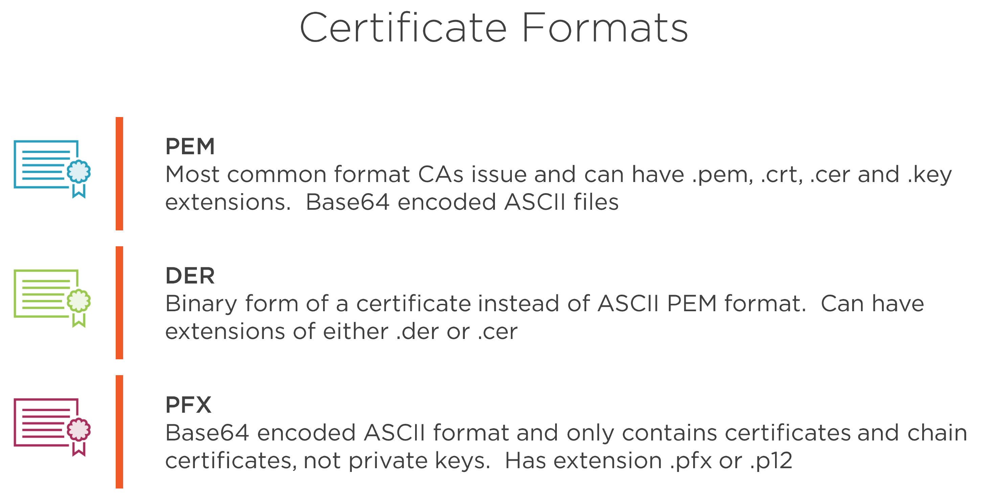 Certificate Formats
PEM
Most common format CAs issue and can have .pem, .crt, .cer and .key
extensions.  Base64 encoded ASCII files
DER
Binary form of a certificate instead of ASCII PEM format.  Can have
extensions of either .der or .cer
PFX
Base64 encoded ASCII format and only contains certificates and chain
certificates, not private keys.  Has extension .pfx or .p12